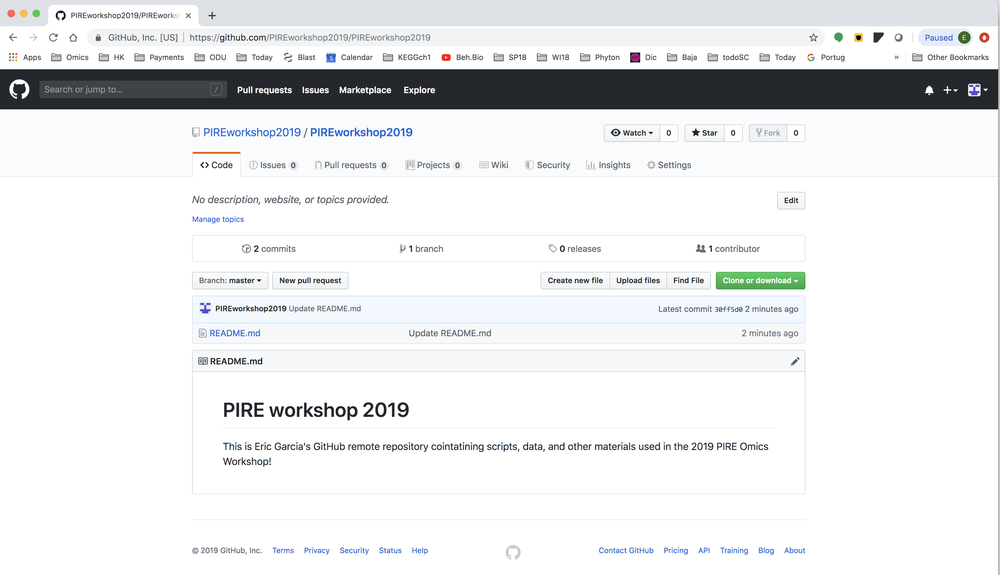 PIREworkshop2019/PIREworksh
GitHub, Inc. [US] https://github.com/PIREworkshop2019/PIREworkshop2019 Paused E
Apps Omics HK Payments ODU Today Blast 5 Calendar KEGGch1 Beh.Bio SP18 WI18 Phyton Dic Baja todoSC Today Portug » Other Bookmarks
Search or jump to... / Pull requests Issues Marketplace Explore
PIREworkshop2019 / PIREworkshop2019 Watch 0 Star 0 Fork 0
Code Issues 0 Pull requests 0 Projects 0 Wiki Security Insights Settings
No description, website, or topics provided. Edit
Manage topics
2 commits 1 branch 0 releases 1 contributor
Branch: master New pull request Create new file Upload files Find File Clone or download
PIREworkshop2019 Update README.md Latest commit 30ff5d0 2 minutes ago
README.md Update README.md 2 minutes ago
README.md
PIRE workshop 2019
This is Eric Garcia's GitHub remote repository cointatining scripts, data, and other materials used in the 2019 PIRE Omics
Workshop!
© 2019 GitHub, Inc. Terms Privacy Security Status Help Contact GitHub Pricing API Training Blog About